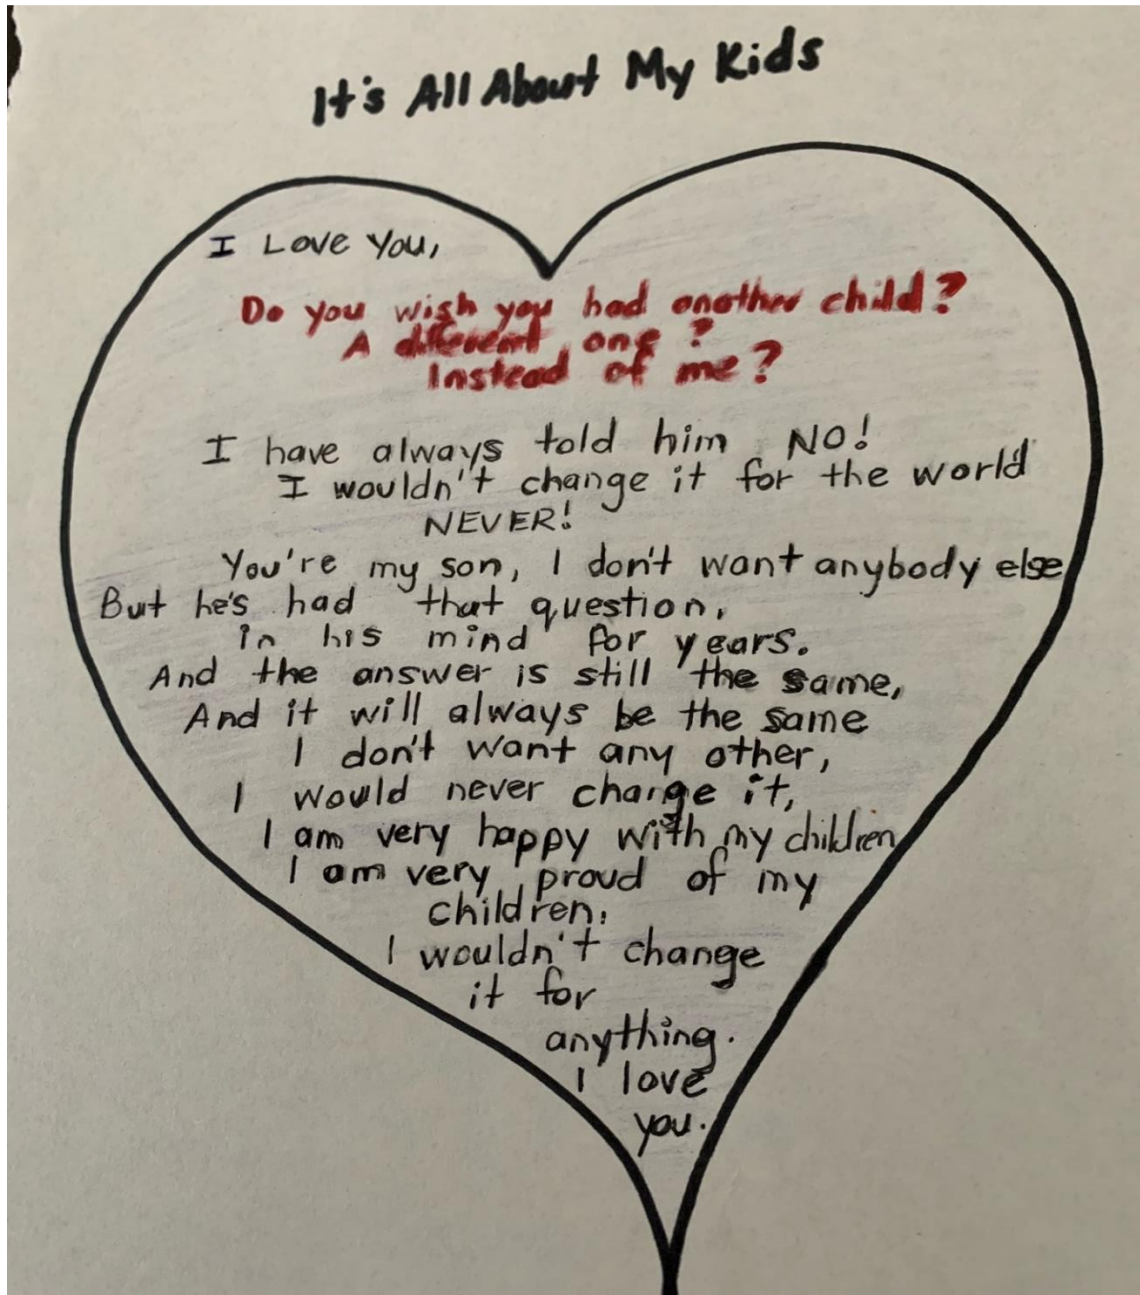 It's All About My Kids
I Love You,
Do you wish you had another child?
A different one?
Instead of me?
I have always told him NO!
I wouldn't change it for the world
NEVER!
You're my son, I don't want anybody else
But he's had that question,
in his mind for years.
And the answer is still the same,
And it will always be the same
I don't want any other,
I would never change it,
I am very happy with my children
I am very proud of my
children,
I wouldn't change
it for
anything.
I love
you.